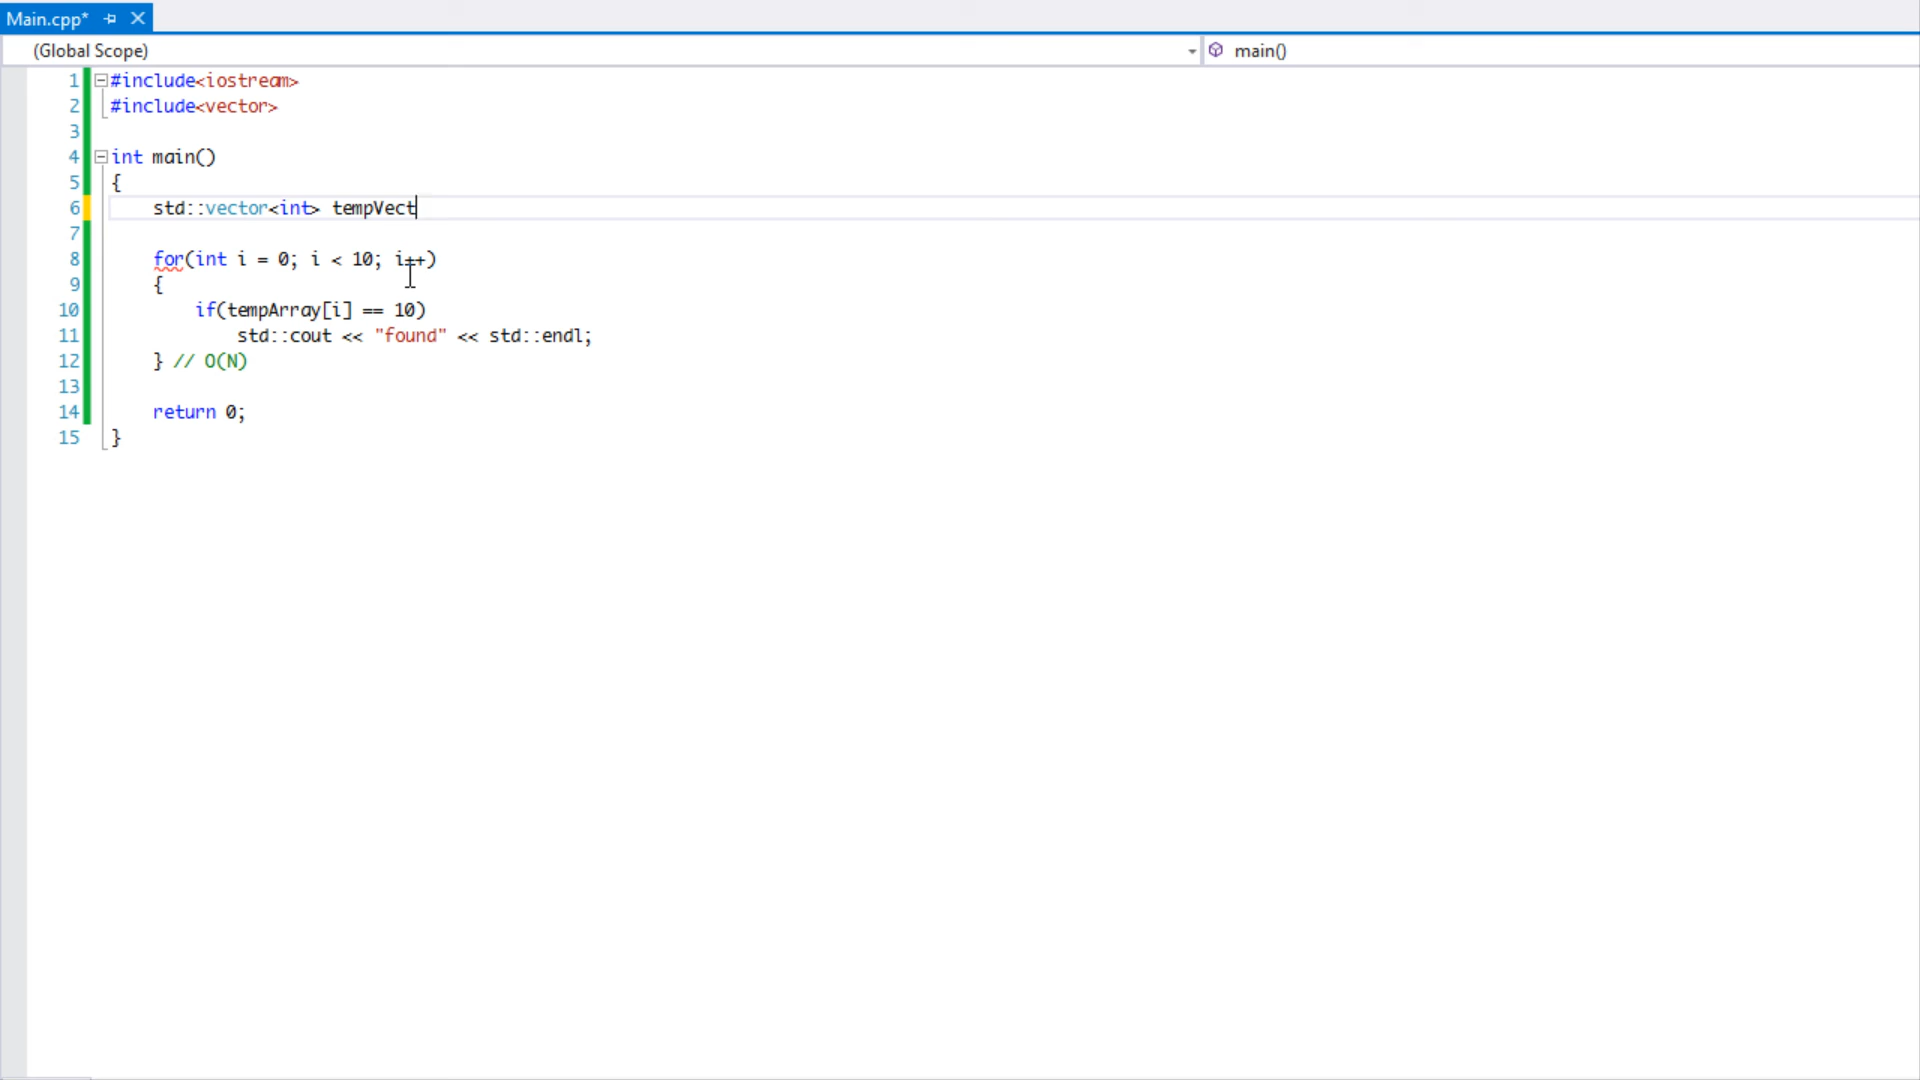 Main.cpp*
(Global Scope) main()
1 #include<iostream>
2 #include<vector>
3
4 int main()
5 {
6 std::vector<int> tempVect
7
8 for(int i = 0; i < 10; i++)
9 {
10 if(tempArray[i] == 10)
11 std::cout << "found" << std::endl;
12 } // O(N)
13
14 return 0;
15 }